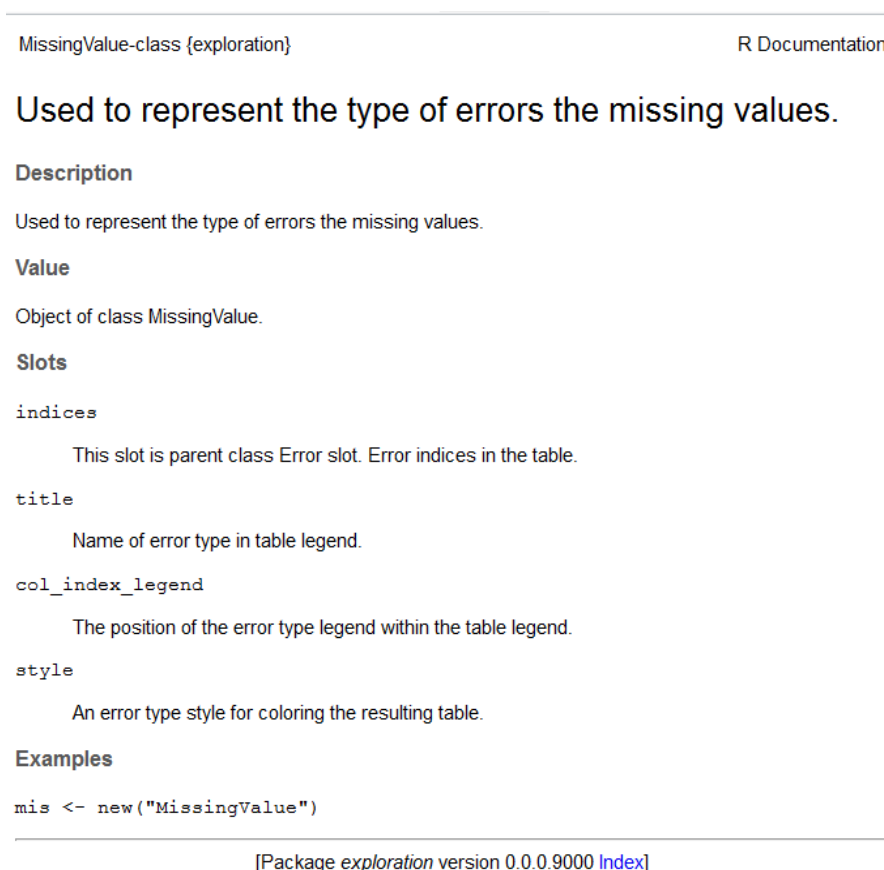 MissingValue-class {exploration} R Documentation
Used to represent the type of errors the missing values.
Description
Used to represent the type of errors the missing values.
Value
Object of class MissingValue.
Slots
indices
This slot is parent class Error slot. Error indices in the table.
title
Name of error type in table legend.
col_index_legend
The position of the error type legend within the table legend.
style
An error type style for coloring the resulting table.
Examples
mis <- new("MissingValue")
[Package exploration version 0.0.0.9000 Index]